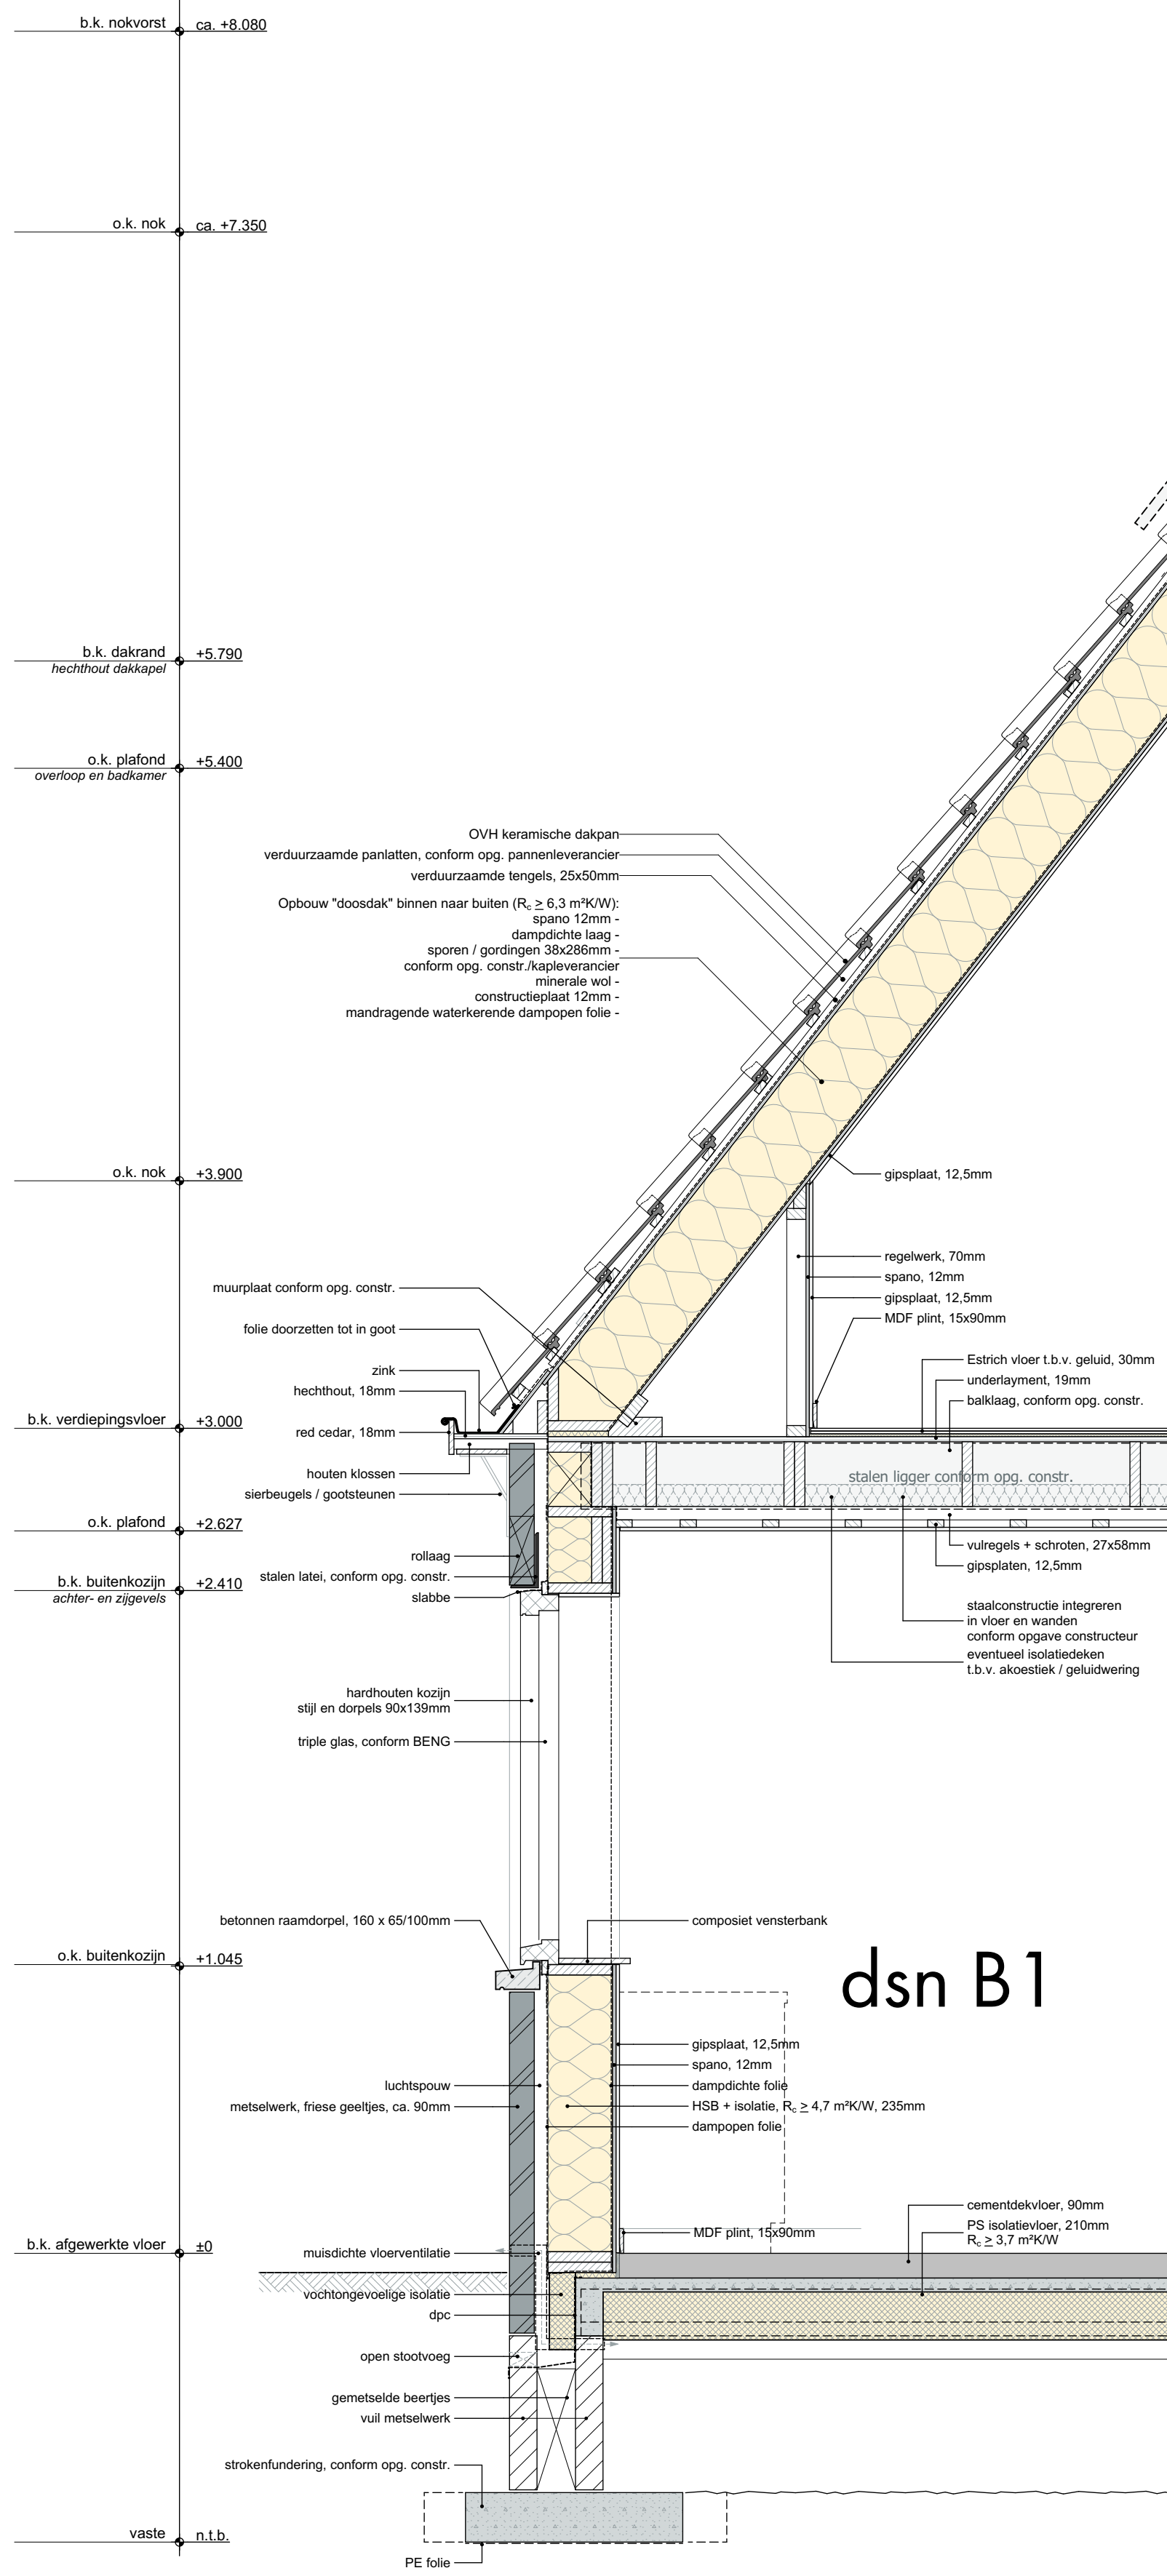 b.k. nokvorst ca. +8.080
o.k. nok ca. +7.350
b.k. dakrand +5.790
hechthout dakkapel
o.k. plafond +5.400
overloop en badkamer
OVH keramische dakpan
verduurzaamde panlatten, conform opg. pannenleverancier
verduurzaamde tengels, 25x50mm
Opbouw "doosdak" binnen naar buiten (Rc ≥ 6,3 m²K/W):
spano 12mm -
dampdichte laag -
sporen / gordingen 38x286mm -
conform opg. constr./kapleverancier
minerale wol -
constructieplaat 12mm -
mandragende waterkerende dampopen folie -
o.k. nok +3.900
gipsplaat, 12,5mm
regelwerk, 70mm
spano, 12mm
gipsplaat, 12,5mm
MDF plint, 15x90mm
muurplaat conform opg. constr.
folie doorzetten tot in goot
zink
hechthout, 18mm
red cedar, 18mm
houten klossen
sierbeugels / gootsteunen
Estrich vloer t.b.v. geluid, 30mm
underlayment, 19mm
balklaag, conform opg. constr.
b.k. verdiepingsvloer +3.000
stalen ligger conform opg. constr.
o.k. plafond +2.627
rollaag
stalen latei, conform opg. constr.
slabbe
vulregels + schroten, 27x58mm
gipsplaten, 12,5mm
b.k. buitenkozijn +2.410
achter- en zijgevels
staalconstructie integreren
in vloer en wanden
conform opgave constructeur
eventueel isolatiedeken
t.b.v. akoestiek / geluidwering
hardhouten kozijn
stijl en dorpels 90x139mm
triple glas, conform BENG
betonnen raamdorpel, 160 x 65/100mm
composiet vensterbank
o.k. buitenkozijn +1.045
dsn B1
gipsplaat, 12,5mm
spano, 12mm
luchtspouw
dampdichte folie
metselwerk, friese geeltjes, ca. 90mm
HSB + isolatie, Rc ≥ 4,7 m²K/W, 235mm
dampopen folie
cementdekvloer, 90mm
PS isolatievloer, 210mm
Rc ≥ 3,7 m²K/W
MDF plint, 15x90mm
b.k. afgewerkte vloer ±0
muisdichte vloerventilatie
vochtongevoelige isolatie
dpc
open stootvoeg
gemetselde beertjes
vuil metselwerk
strokenfundering, conform opg. constr.
vaste n.t.b.
PE folie